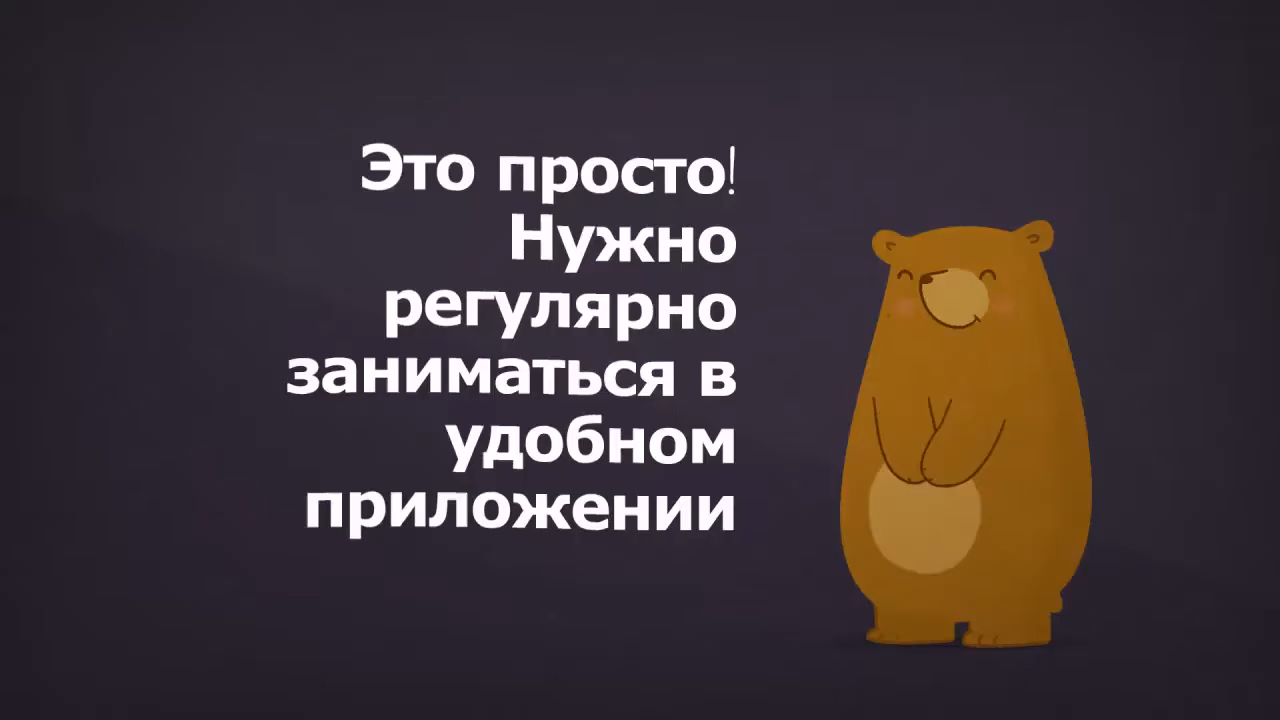 Это просто!
Нужно
регулярно
заниматься в
удобном
приложении